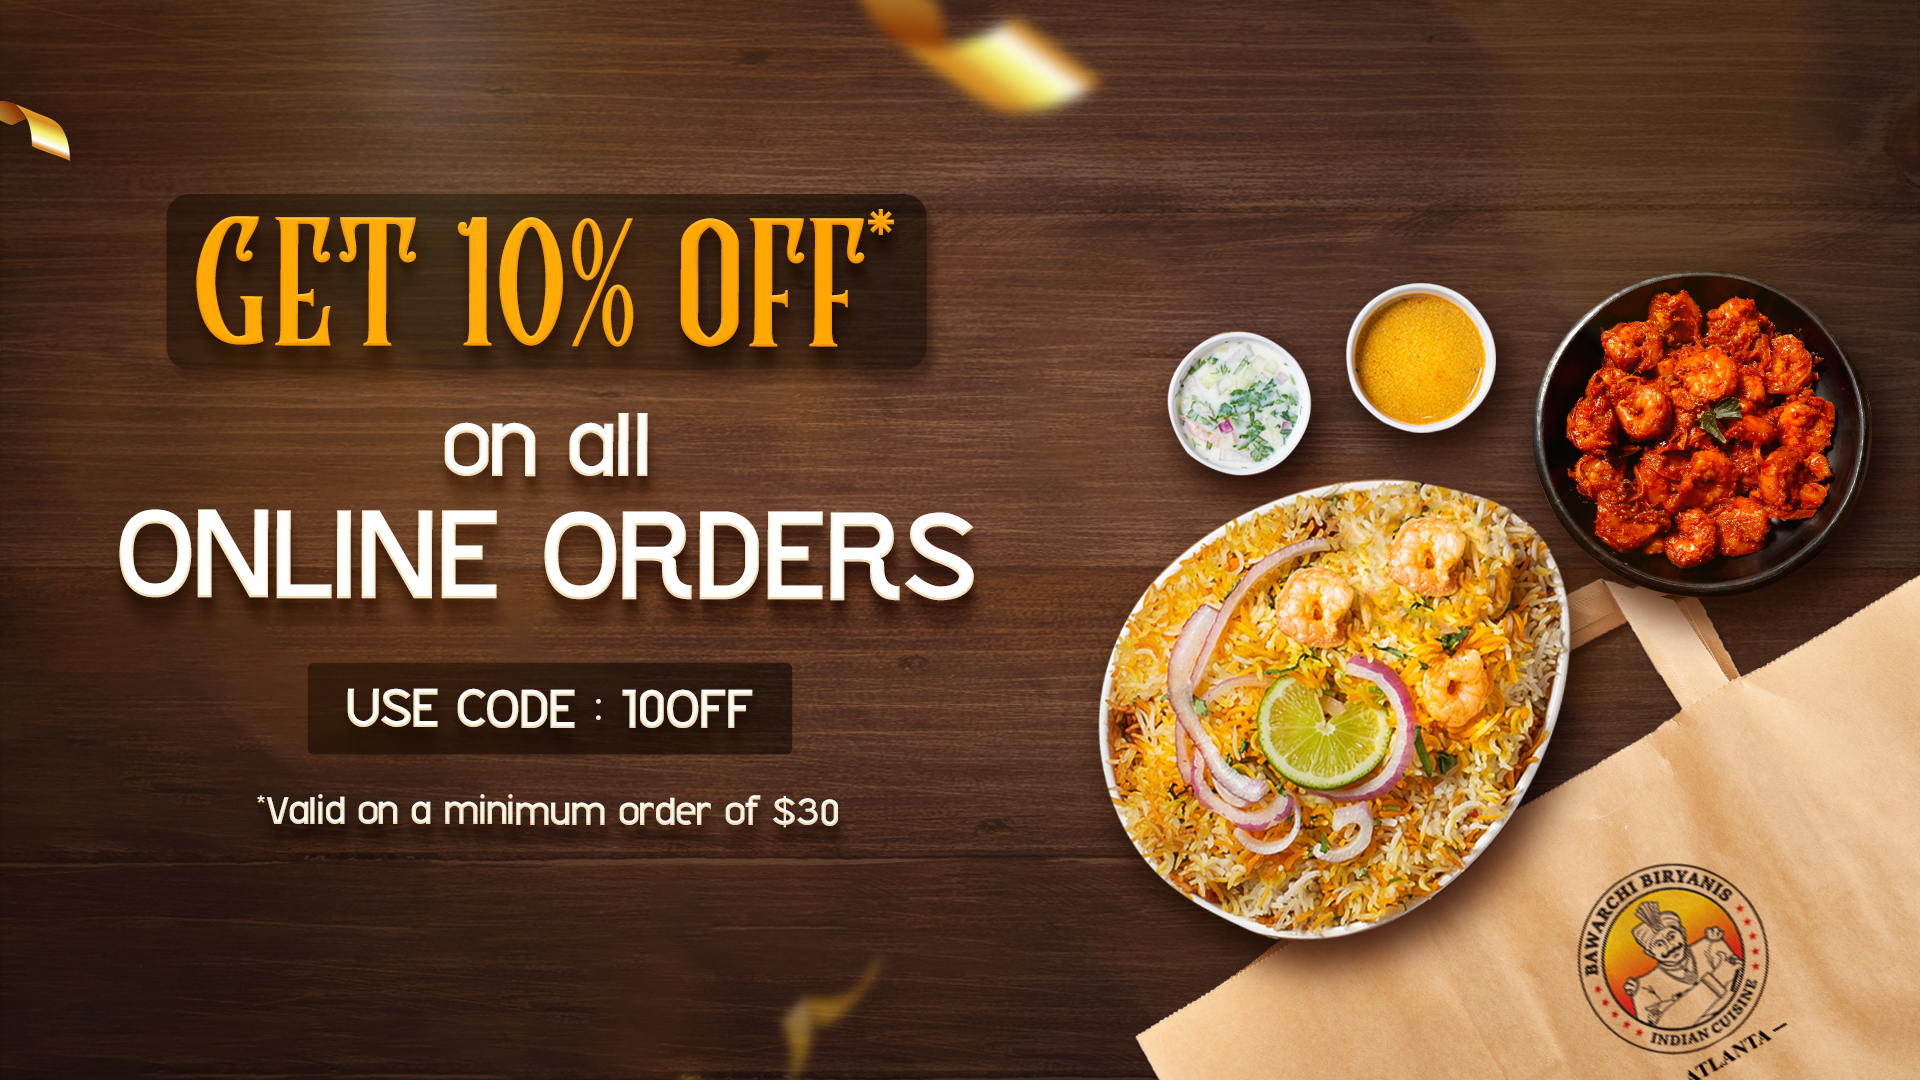 GET 10% OFF*
on all
ONLINE ORDERS
USE CODE : 10OFF
*Valid on a minimum order of $30
BAWARCHI BIRYANIS
INDIAN CUISINE
ATLANTA —